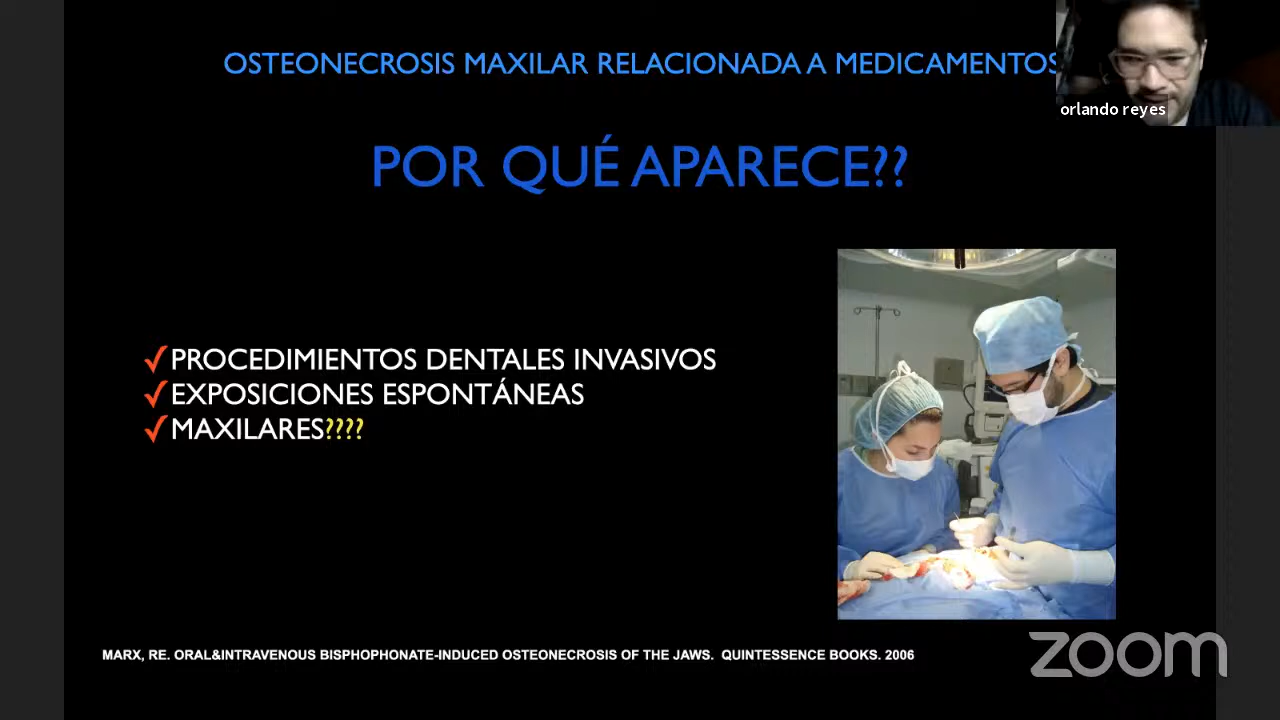 OSTEONECROSIS MAXILAR RELACIONADA A MEDICAMENTOS
orlando reyes
POR QUÉ APARECE??
✓PROCEDIMIENTOS DENTALES INVASIVOS
✓EXPOSICIONES ESPONTÁNEAS
✓MAXILARES????
MARX, RE. ORAL&INTRAVENOUS BISPHOPHONATE-INDUCED OSTEONECROSIS OF THE JAWS. QUINTESSENCE BOOKS. 2006
zoom